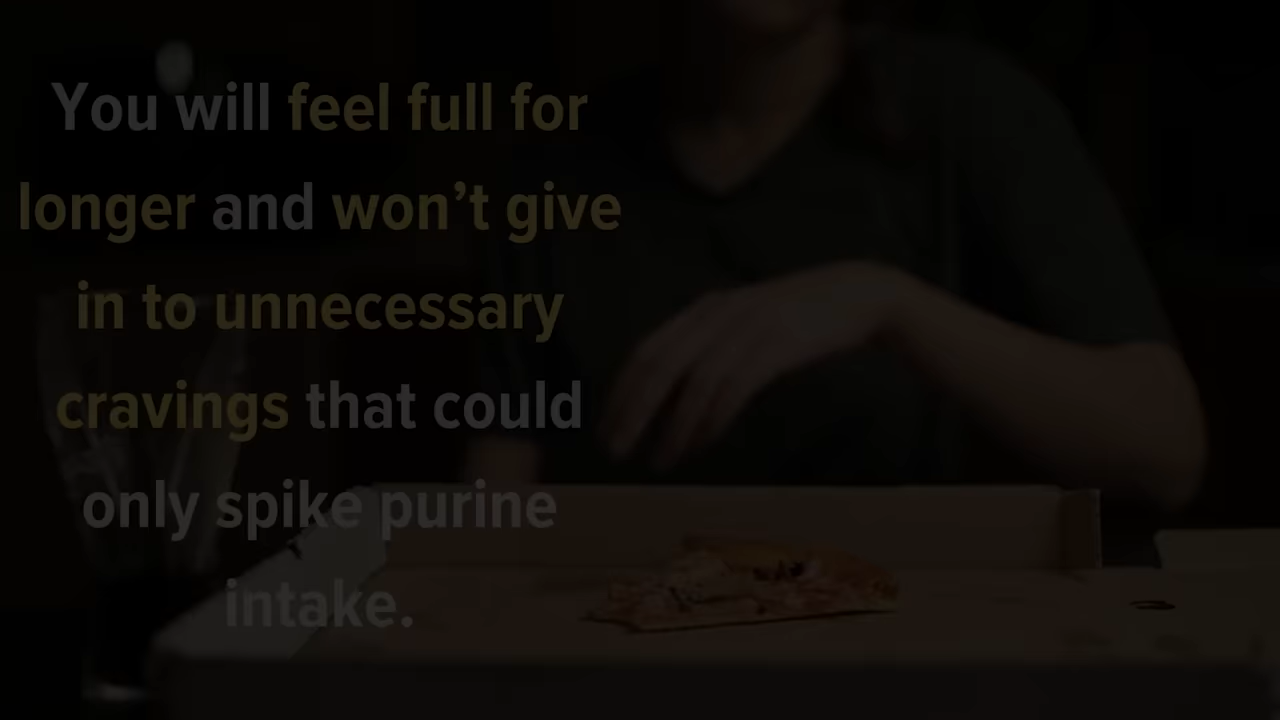 You will feel full for
longer and won’t give
in to unnecessary
cravings that could
only spike purine
intake.